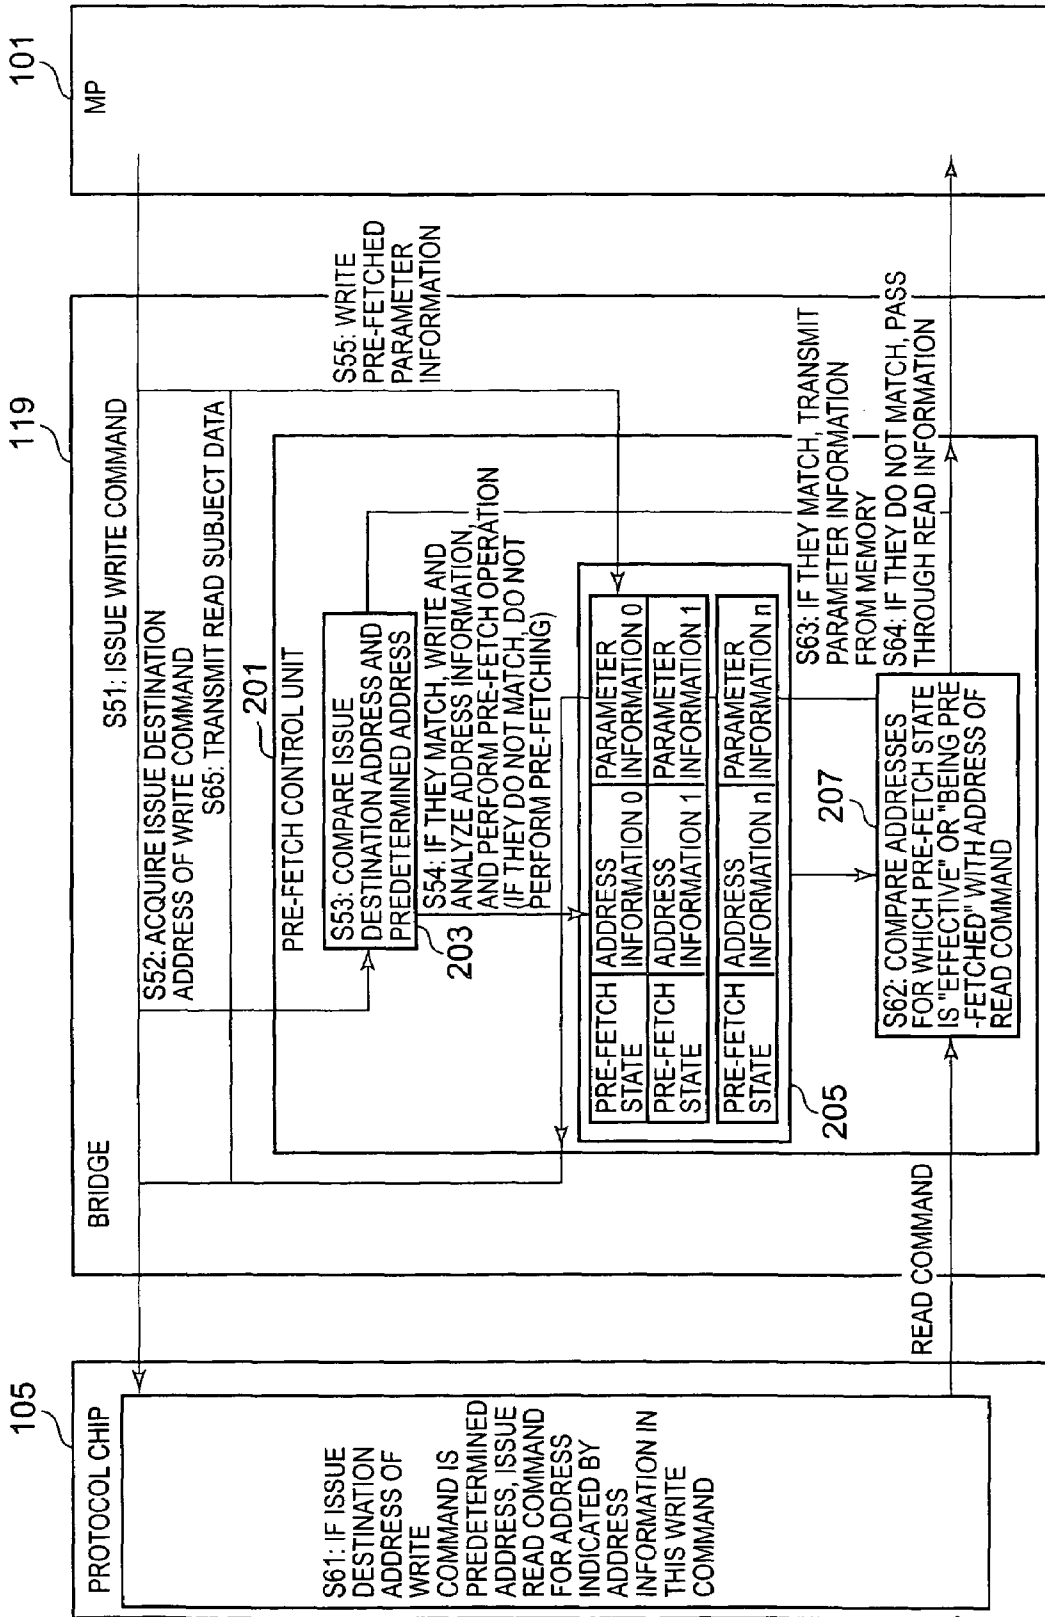 105
PROTOCOL CHIP
S61: IF ISSUE
DESTINATION
ADDRESS OF
WRITE
COMMAND IS
PREDETERMINED
ADDRESS, ISSUE
READ COMMAND
FOR ADDRESS
INDICATED BY
ADDRESS
INFORMATION IN
THIS WRITE
COMMAND
READ COMMAND
119
BRIDGE
S51: ISSUE WRITE COMMAND
S52: ACQUIRE ISSUE DESTINATION
ADDRESS OF WRITE COMMAND
S65: TRANSMIT READ SUBJECT DATA
201
PRE-FETCH CONTROL UNIT
S53: COMPARE ISSUE
DESTINATION ADDRESS AND
PREDETERMINED ADDRESS
203
S54: IF THEY MATCH, WRITE AND
ANALYZE ADDRESS INFORMATION,
AND PERFORM PRE-FETCH OPERATION
(IF THEY DO NOT MATCH, DO NOT
PERFORM PRE-FETCHING)
S55: WRITE
PRE-FETCHED
PARAMETER
INFORMATION
PRE-FETCH STATE
ADDRESS INFORMATION 0
PARAMETER INFORMATION 0
PRE-FETCH STATE
ADDRESS INFORMATION 1
PARAMETER INFORMATION 1
PRE-FETCH STATE
ADDRESS INFORMATION n
PARAMETER INFORMATION n
205
207
S62: COMPARE ADDRESSES
FOR WHICH PRE-FETCH STATE
IS "EFFECTIVE" OR "BEING PRE
-FETCHED" WITH ADDRESS OF
READ COMMAND
S63: IF THEY MATCH, TRANSMIT
PARAMETER INFORMATION
FROM MEMORY
S64: IF THEY DO NOT MATCH, PASS
THROUGH READ INFORMATION
101
MP